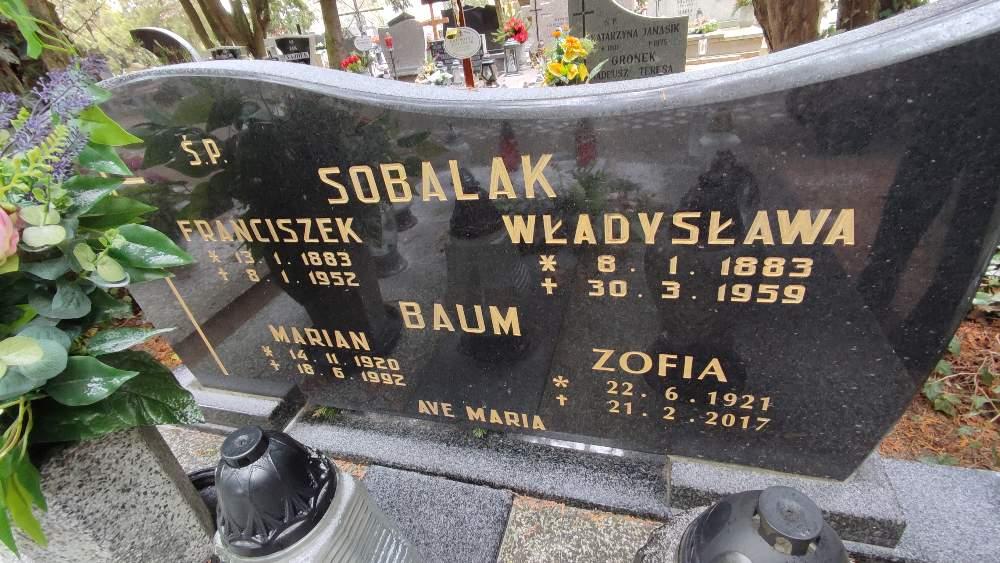 KATARZYNA JANASIK
GRONEK
TADEUSZ TERESA
Ś.P.
SOBALAK
FRANCISZEK
* 13. 1. 1883
+ 8. 1. 1952
WŁADYSŁAWA
* 8. 1. 1883
+ 30. 3. 1959
BAUM
MARIAN
* 14. 11. 1920
+ 18. 6. 1992
ZOFIA
* 22. 6. 1921
+ 21. 2. 2017
AVE MARIA